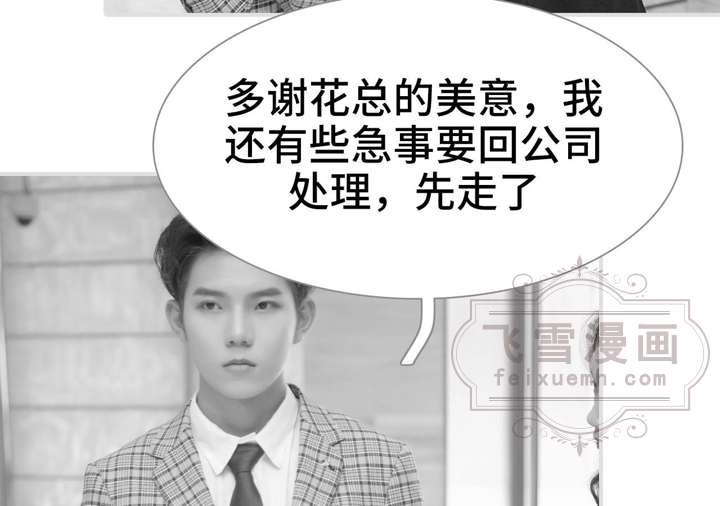 多谢花总的美意，我
还有些急事要回公司
处理，先走了
飞雪漫画
feixuemh.com